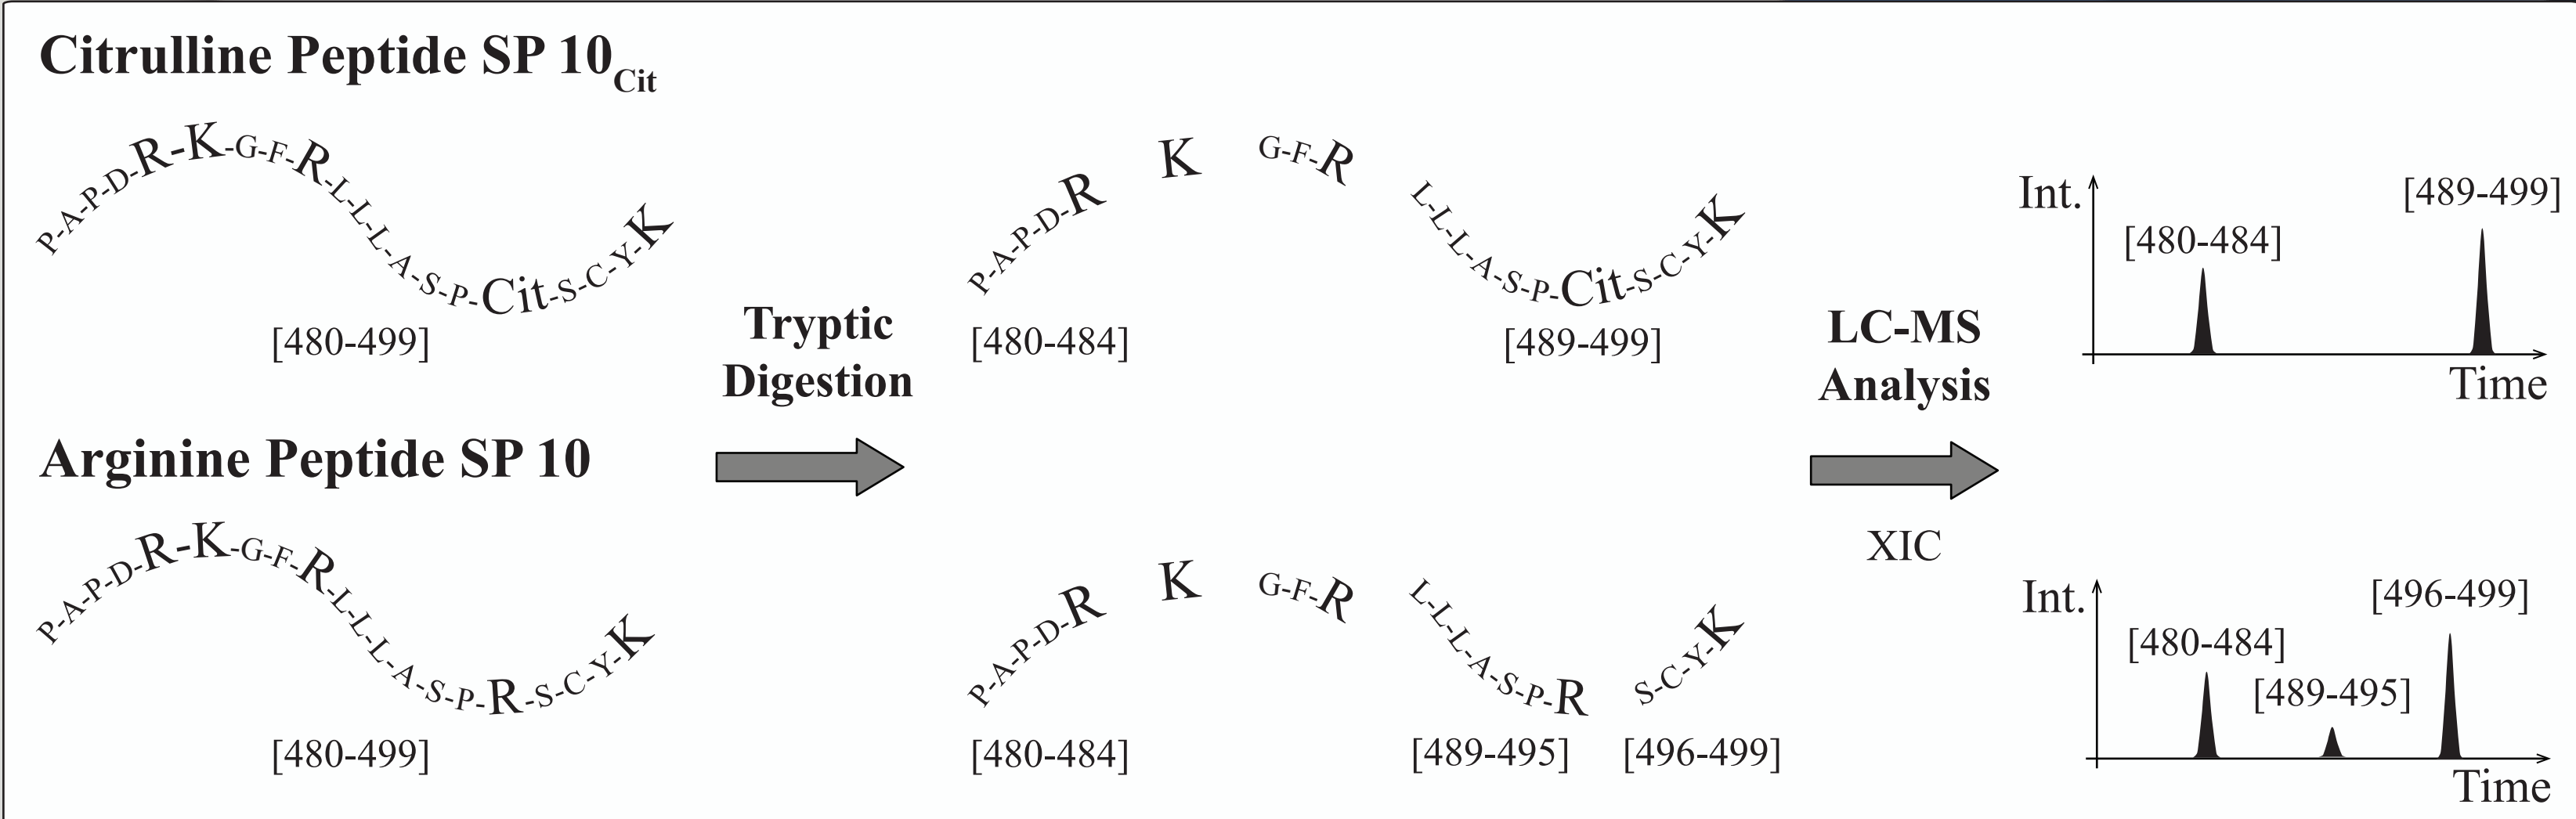 Citrulline Peptide SP 10Cit
P-A-P-D-R-K-G-F-R-L-L-L-A-S-P-Cit-S-C-Y-K
[480-499]
Tryptic
Digestion
P-A-P-D-R
K
G-F-R
L-L-L-A-S-P-Cit-S-C-Y-K
[480-484]
[489-499]
LC-MS
Analysis
Int.
[480-484]
[489-499]
Time
Arginine Peptide SP 10
P-A-P-D-R-K-G-F-R-L-L-L-A-S-P-R-S-C-Y-K
[480-499]
P-A-P-D-R
K
G-F-R
L-L-L-A-S-P-R
S-C-Y-K
[480-484]
[489-495]
[496-499]
XIC
Int.
[480-484]
[489-495]
[496-499]
Time